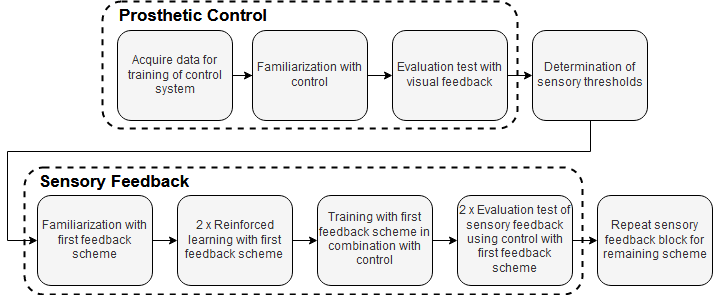 Prosthetic Control
Acquire data for
training of control
system
Familiarization with
control
Evaluation test with
visual feedback
Determination of
sensory thresholds
Sensory Feedback
Familiarization with
first feedback
scheme
2 x Reinforced
learning with first
feedback scheme
Training with first
feedback scheme in
combination with
control
2 x Evaluation test of
sensory feedback
using control with
first feedback
scheme
Repeat sensory
feedback block for
remaining scheme